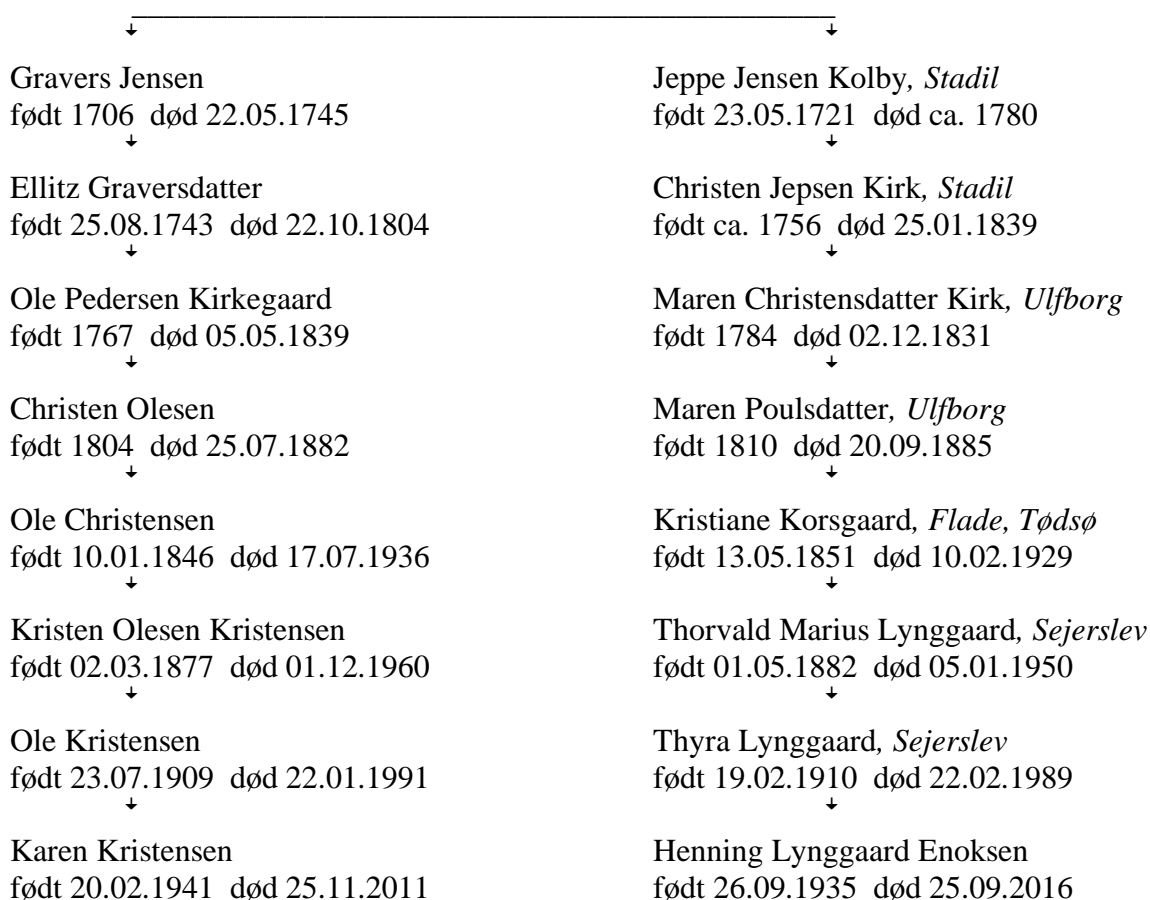 Gravers Jensen
født 1706 død 22.05.1745
Ellitz Graversdatter
født 25.08.1743 død 22.10.1804
Ole Pedersen Kirkegaard
født 1767 død 05.05.1839
Christen Olesen
født 1804 død 25.07.1882
Ole Christensen
født 10.01.1846 død 17.07.1936
Kristen Olesen Kristensen
født 02.03.1877 død 01.12.1960
Ole Kristensen
født 23.07.1909 død 22.01.1991
Karen Kristensen
født 20.02.1941 død 25.11.2011
Jeppe Jensen Kolby, Stadil
født 23.05.1721 død ca. 1780
Christen Jepsen Kirk, Stadil
født ca. 1756 død 25.01.1839
Maren Christensdatter Kirk, Ulfborg
født 1784 død 02.12.1831
Maren Poulsdatter, Ulfborg
født 1810 død 20.09.1885
Kristiane Korsgaard, Flade, Tødsø
født 13.05.1851 død 10.02.1929
Thorvald Marius Lynggaard, Sejerslev
født 01.05.1882 død 05.01.1950
Thyra Lynggaard, Sejerslev
født 19.02.1910 død 22.02.1989
Henning Lynggaard Enoksen
født 26.09.1935 død 25.09.2016